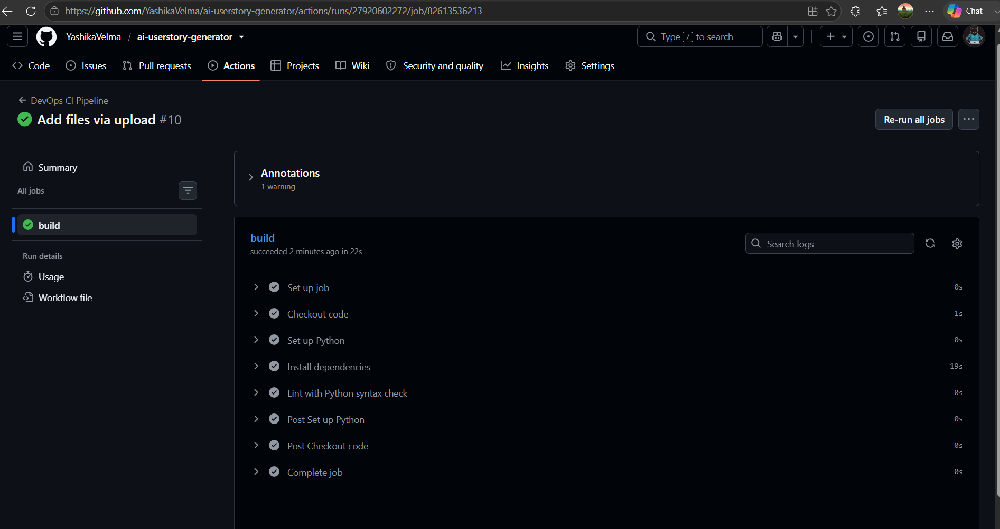 https://github.com/YashikaVelma/ai-userstory-generator/actions/runs/27920602272/job/82613536213
Chat
YashikaVelma / ai-userstory-generator
Type / to search
Code
Issues
Pull requests
Actions
Projects
Wiki
Security and quality
Insights
Settings
DevOps CI Pipeline
Add files via upload #10
Re-run all jobs
Summary
All jobs
build
Run details
Usage
Workflow file
Annotations
1 warning
build
succeeded 2 minutes ago in 22s
Search logs
Set up job 0s
Checkout code 1s
Set up Python 0s
Install dependencies 19s
Lint with Python syntax check 0s
Post Set up Python 0s
Post Checkout code 0s
Complete job 0s